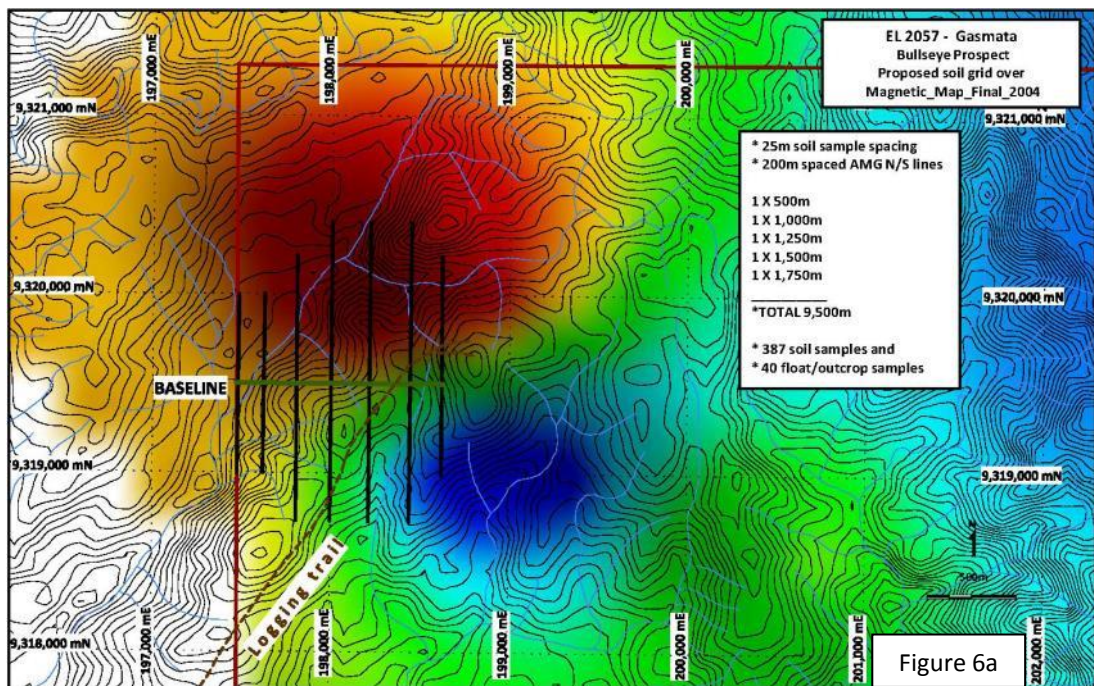 EL 2057 - Gasmata
Bullseye Prospect
Proposed soil grid over
Magnetic_Map_Final_2004
197,000 mE
198,000 mE
199,000 mE
200,000 mE
9,321,000 mN
9,321,000 mN
* 25m soil sample spacing
* 200m spaced AMG N/S lines
1 X 500m
1 X 1,000m
1 X 1,250m
1 X 1,500m
1 X 1,750m
*TOTAL 9,500m
* 387 soil samples and
* 40 float/outcrop samples
9,320,000 mN
9,320,000 mN
BASELINE
9,319,000 mN
9,319,000 mN
N
500m
Logging trail
9,318,000 mN
197,000 mE
198,000 mE
199,000 mE
200,000 mE
201,000 mE
202,000 mE
Figure 6a